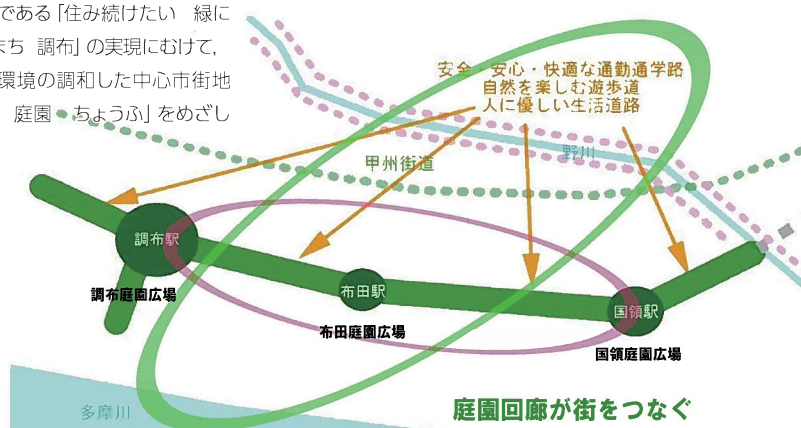 である「住み続けたい 緑に
まち 調布」の実現にむけて,
環境の調和した中心市街地
庭園 ちょうふ」をめざし
安全・安心・快適な通勤通学路
自然を楽しむ遊歩道
人に優しい生活道路
野川
甲州街道
調布駅
調布庭園広場
布田駅
布田庭園広場
国領駅
国領庭園広場
多摩川
庭園回廊が街をつなぐ